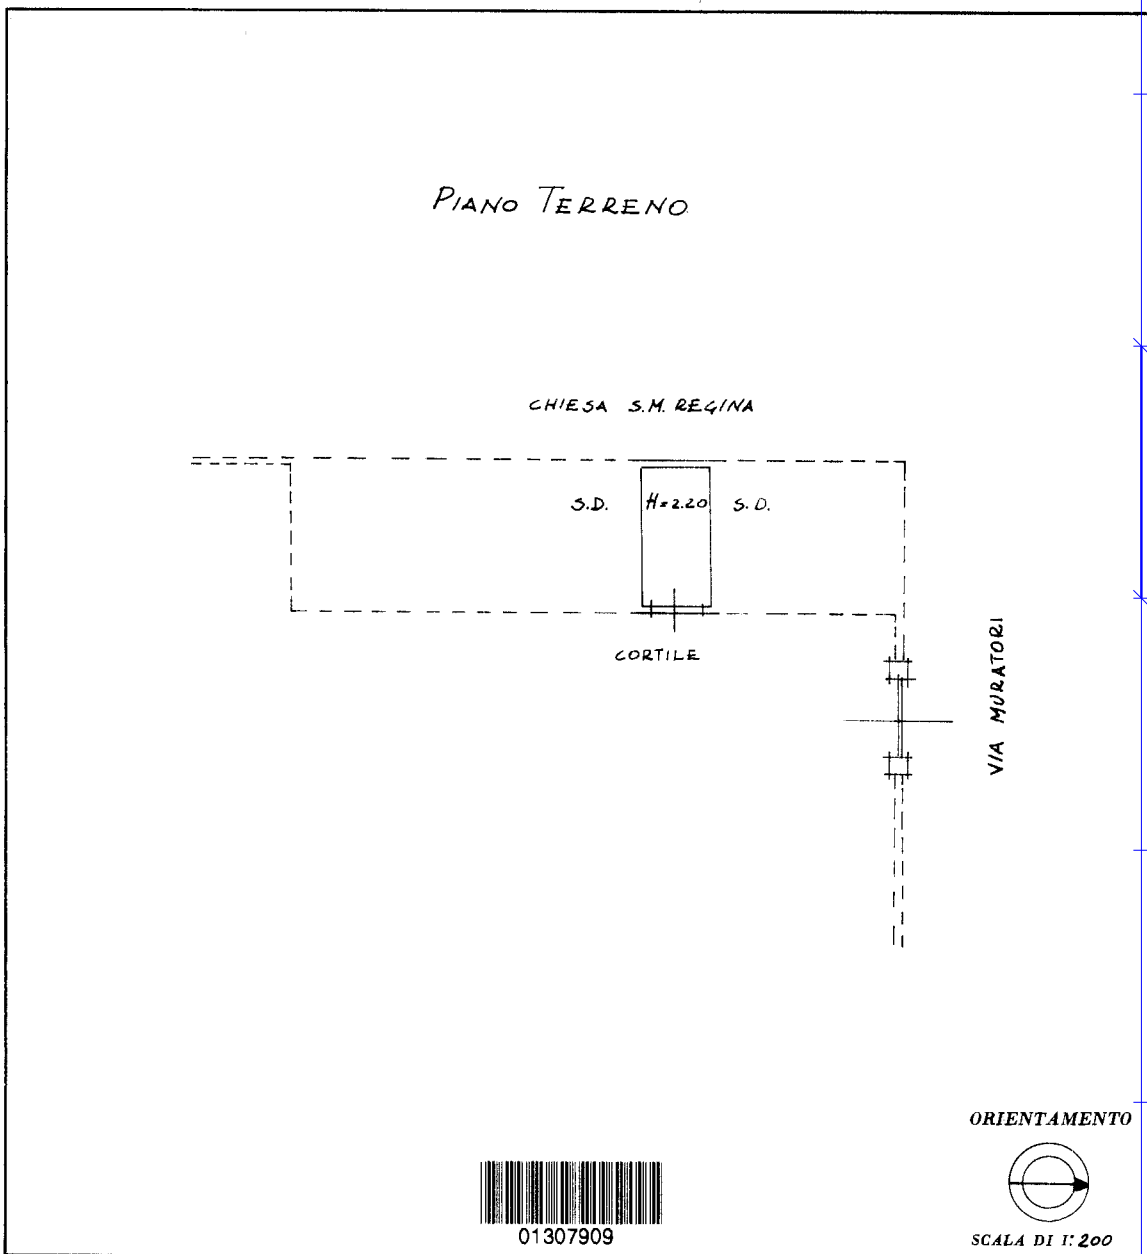 PIANO TERRENO
CHIESA S.M. REGINA
S.D.
H=2.20
S.D.
CORTILE
VIA MURATORI
ORIENTAMENTO
01307909
SCALA DI 1:200